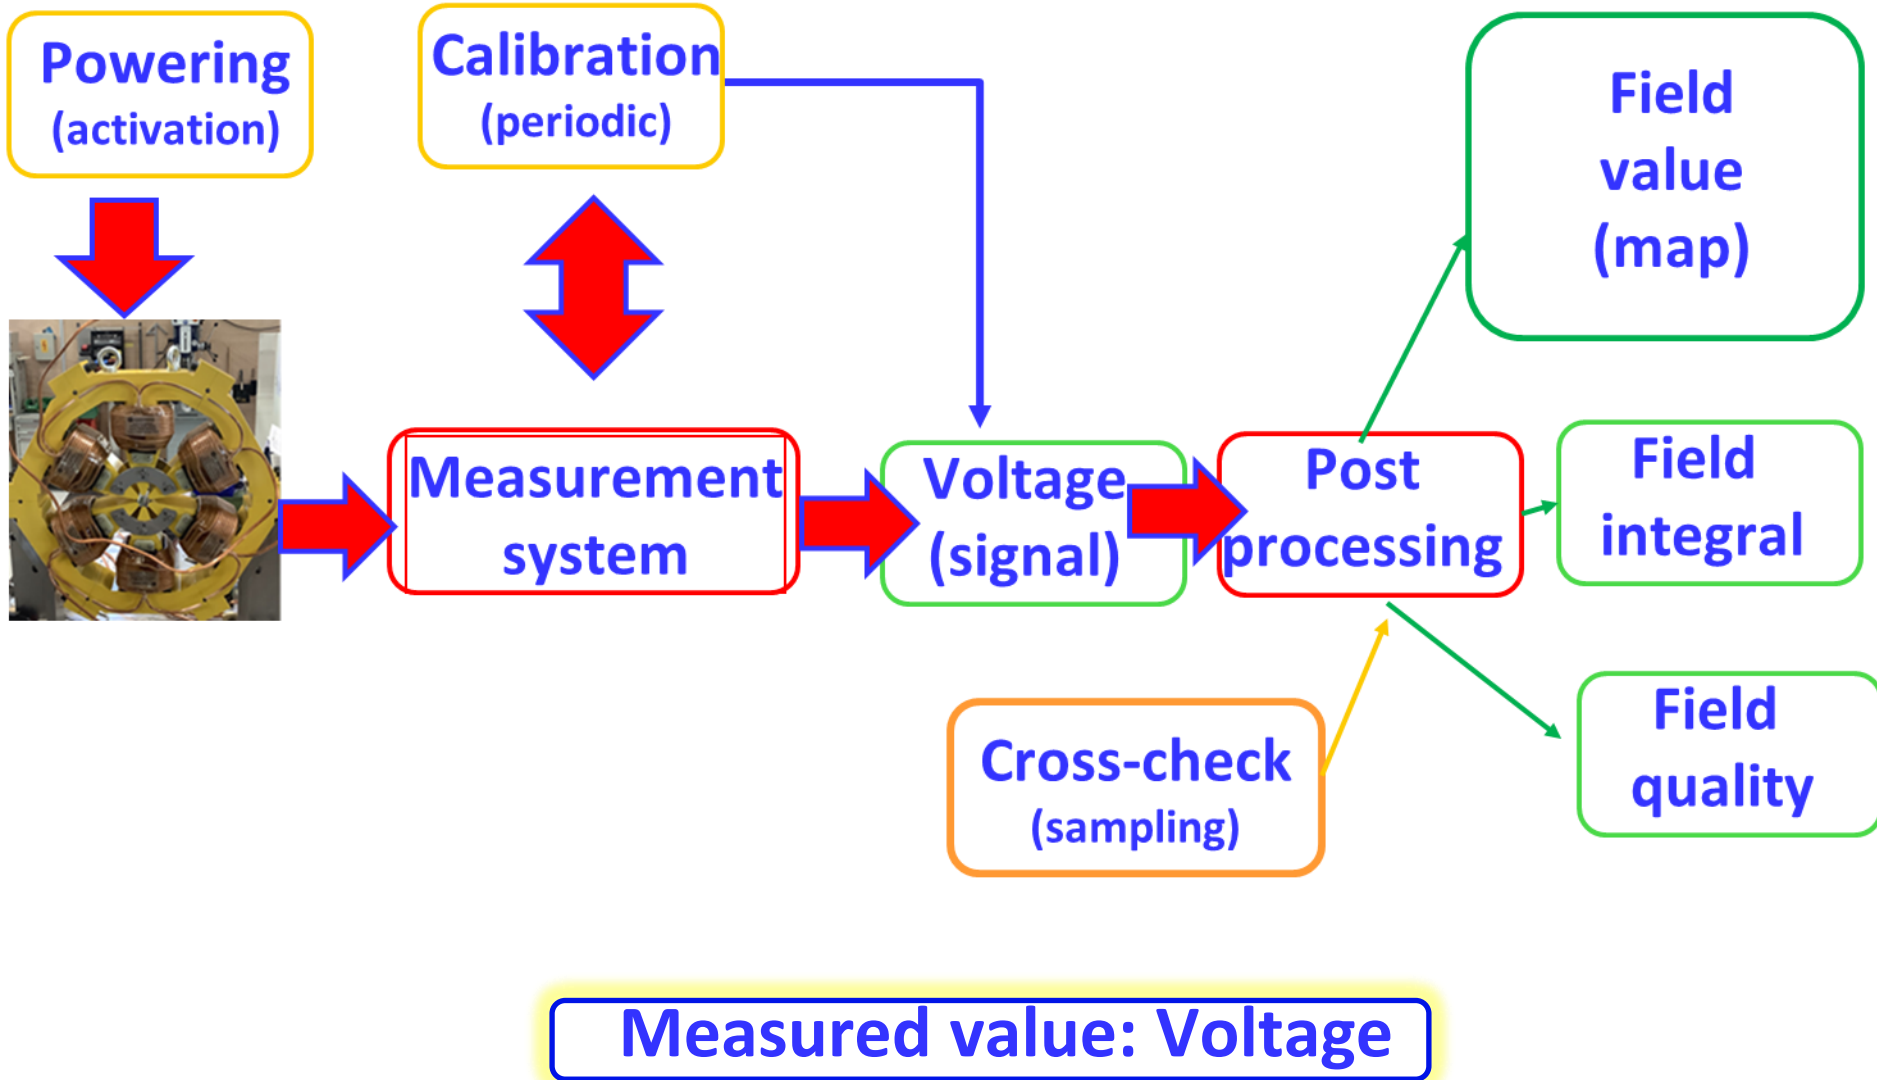 Powering
(activation)
Calibration
(periodic)
Field
value
(map)
Measurement
system
Voltage
(signal)
Post
processing
Field
integral
Cross-check
(sampling)
Field
quality
Measured value: Voltage